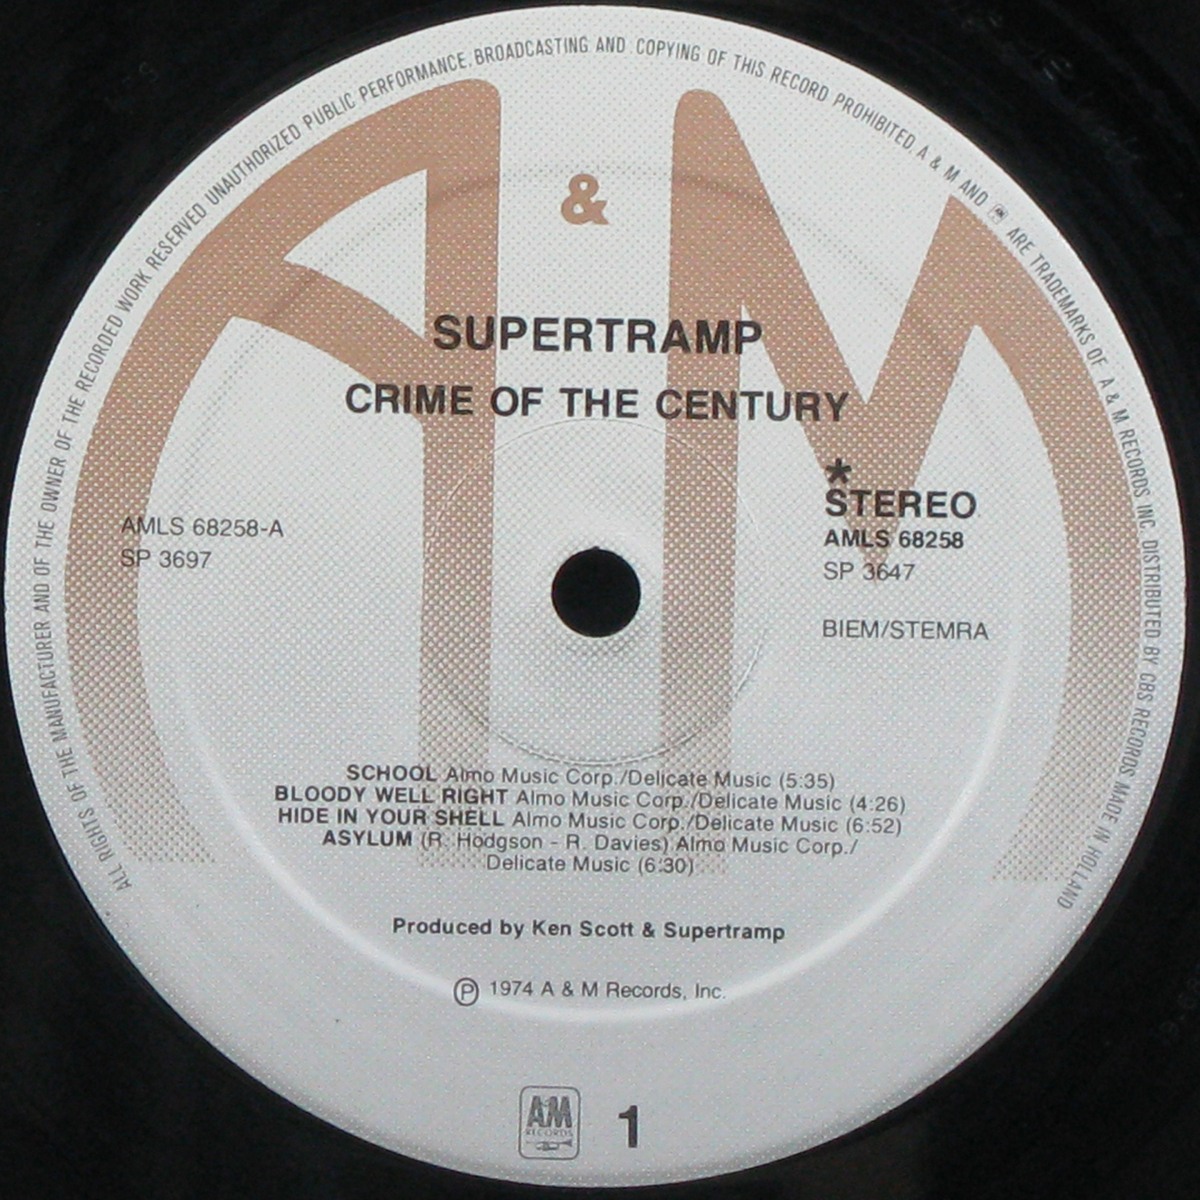 ALL RIGHTS OF THE MANUFACTURER AND OF THE OWNER OF THE RECORDED WORK RESERVED UNAUTHORIZED PUBLIC PERFORMANCE, BROADCASTING AND COPYING OF THIS RECORD PROHIBITED. A & M AND AM ARE TRADEMARKS OF A & M RECORDS INC. DISTRIBUTED BY CBS RECORDS MADE IN HOLLAND
A & M
SUPERTRAMP
CRIME OF THE CENTURY
AMLS 68258-A
SP 3697
*
STEREO
AMLS 68258
SP 3647
BIEM/STEMRA
SCHOOL Almo Music Corp./Delicate Music (5:35)
BLOODY WELL RIGHT Almo Music Corp./Delicate Music (4:26)
HIDE IN YOUR SHELL Almo Music Corp./Delicate Music (6:52)
ASYLUM (R. Hodgson - R. Davies) Almo Music Corp./
Delicate Music (6:30)
Produced by Ken Scott & Supertramp
℗ 1974 A & M Records, Inc.
AM
RECORDS
1